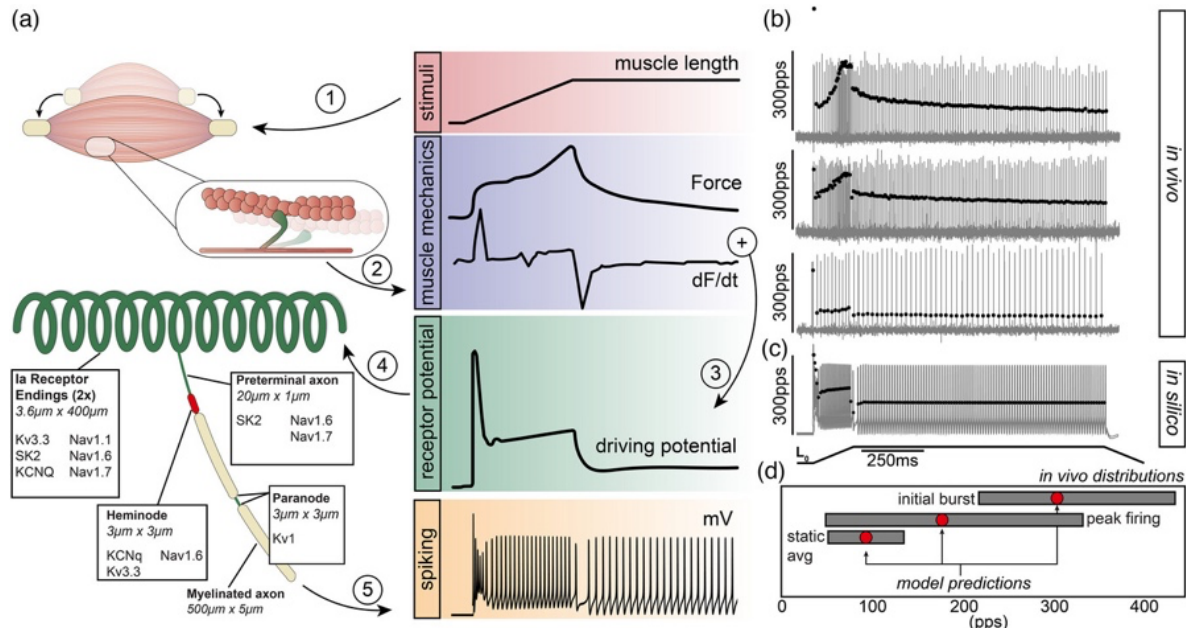 (a)
1
stimuli
muscle length
2
muscle mechanics
Force
dF/dt
+
3
4
receptor potential
driving potential
Ia Receptor
Endings (2x)
3.6µm x 400µm
Kv3.3 Nav1.1
SK2 Nav1.6
KCNQ Nav1.7
Preterminal axon
20µm x 1µm
SK2 Nav1.6
Nav1.7
Heminode
3µm x 3µm
KCNq Nav1.6
Kv3.3
Paranode
3µm x 3µm
Kv1
Myelinated axon
500µm x 5µm
5
spiking
mV
(b)
300pps
300pps
300pps
in vivo
(c)
300pps
in silico
L0
250ms
(d)
in vivo distributions
initial burst
peak firing
static
avg
model predictions
0 100 200 300 400
(pps)